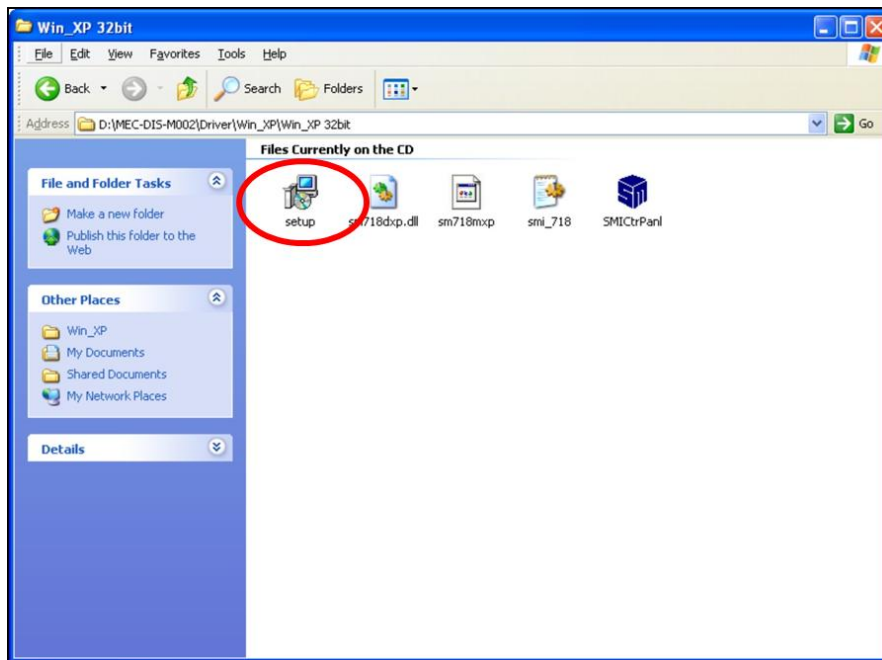 Win_XP 32bit
File Edit View Favorites Tools Help
Back Search Folders
Address D:\MEC-DIS-M002\Driver\Win_XP\Win_XP 32bit Go
Files Currently on the CD
File and Folder Tasks
Make a new folder
Publish this folder to the
Web
Other Places
Win_XP
My Documents
Shared Documents
My Network Places
Details
setup sm718dxp.dll sm718mxp smi_718 SMICtrPanl